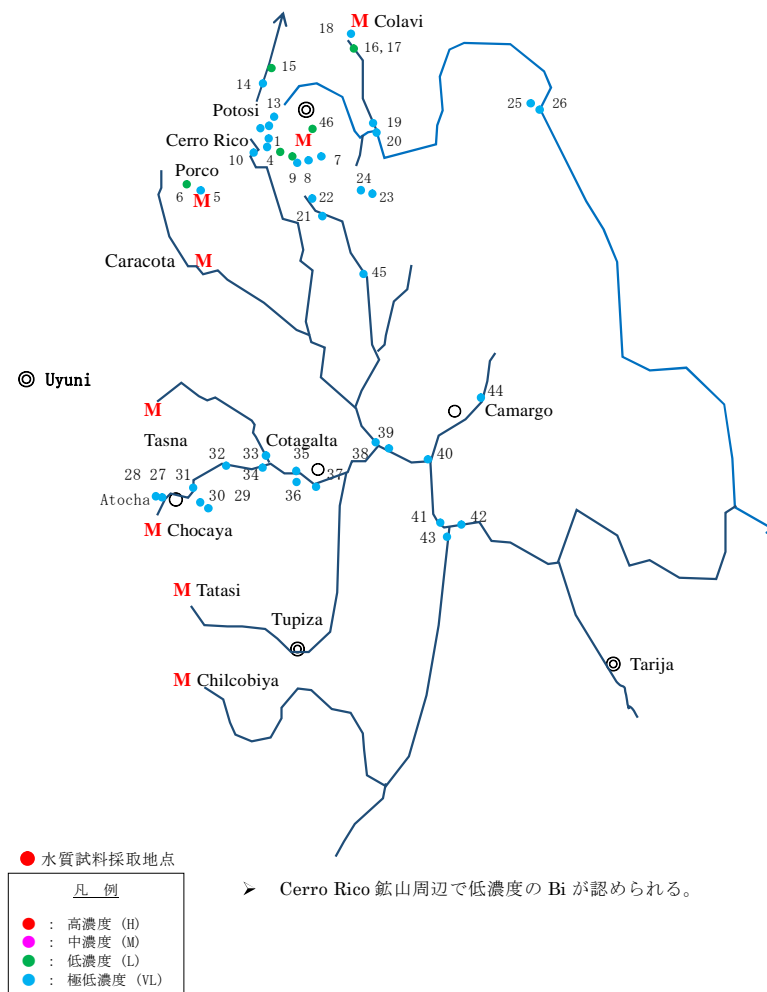 18 M Colavi
16,17
15
14
Potosi 13
46 19
Cerro Rico M 20
10 1 4 9 8 7
25 26
Porco
6 M 5
24 23
22
21
Caracota M
45
◎ Uyuni
M
44
Camargo
Tasna
Cotagalta
39
38
40
32 33 35
34 37
36
28 27 31
Atocha 30 29
M Chocaya
41 42
43
M Tatasi
Tupiza
Tarija
M Chilcobiya
● 水質試料採取地点
凡 例
● : 高濃度 (H)
● : 中濃度 (M)
● : 低濃度 (L)
● : 極低濃度 (VL)
➢ Cerro Rico 鉱山周辺で低濃度の Bi が認められる。